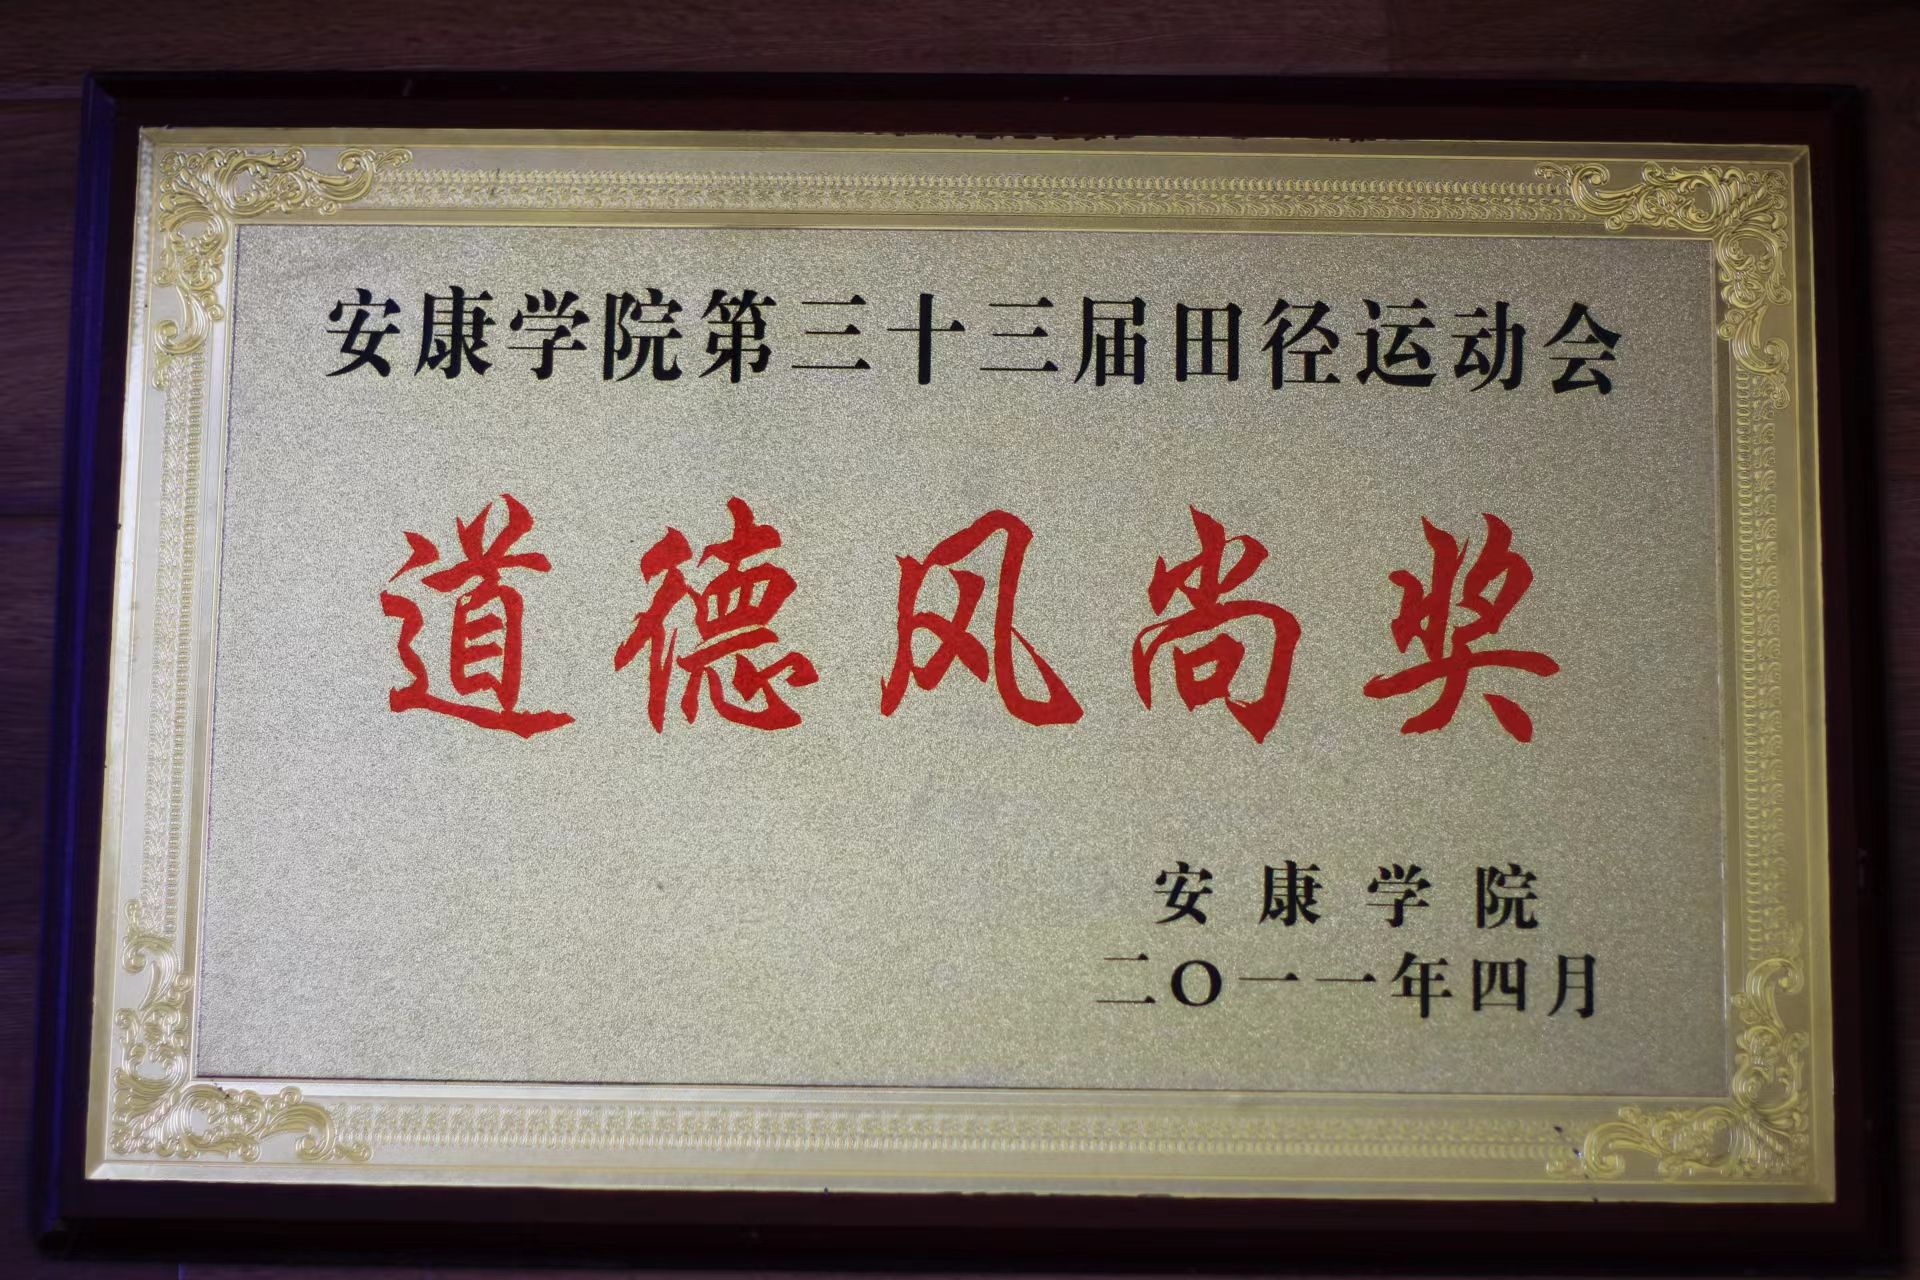 安康学院第三十三届田径运动会
道德风尚奖
安康学院
二〇一一年四月